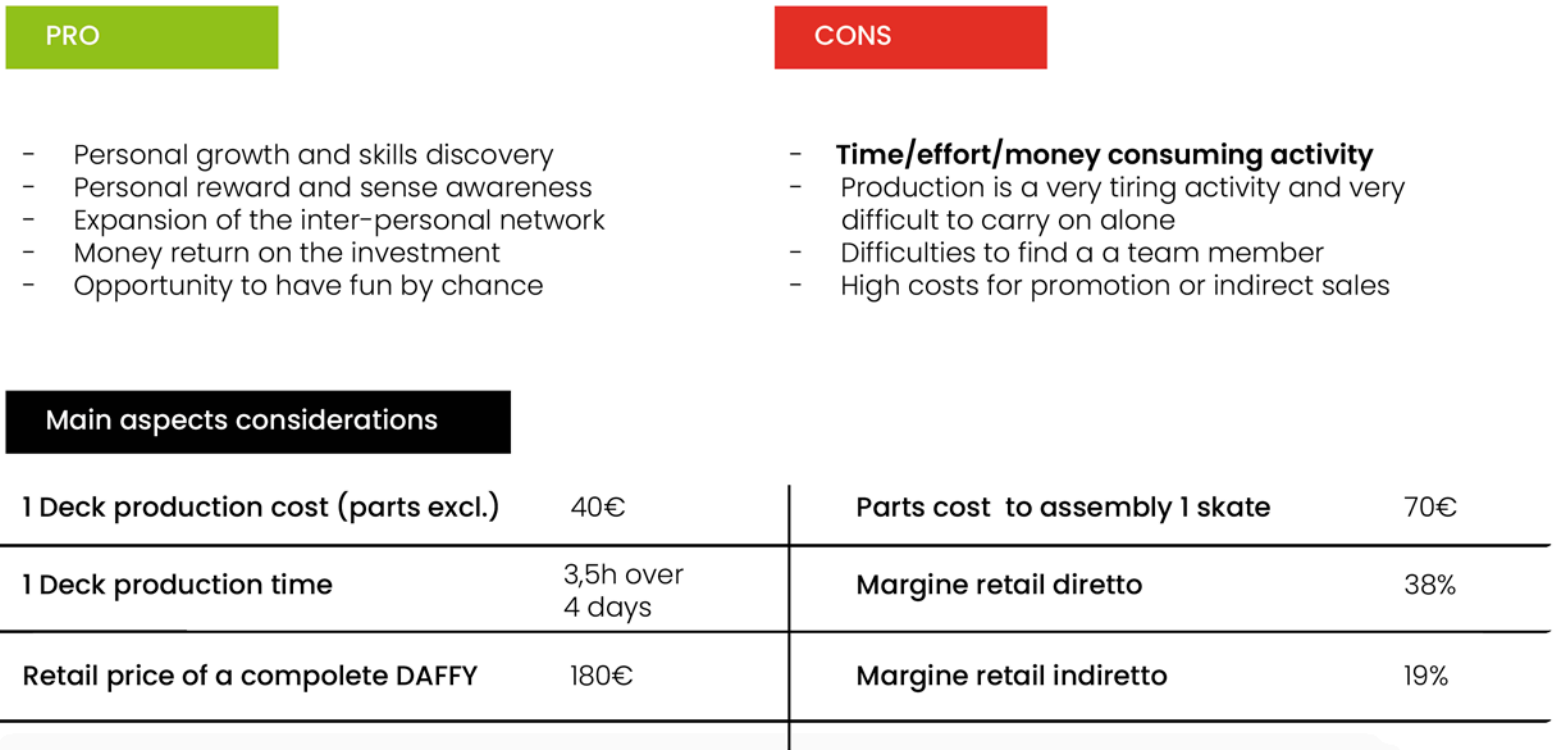 PRO
- Personal growth and skills discovery
- Personal reward and sense awareness
- Expansion of the inter-personal network
- Money return on the investment
- Opportunity to have fun by chance
CONS
- Time/effort/money consuming activity
- Production is a very tiring activity and very
difficult to carry on alone
- Difficulties to find a a team member
- High costs for promotion or indirect sales
Main aspects considerations
1 Deck production cost (parts excl.) 40€
Parts cost to assembly 1 skate 70€
1 Deck production time 3,5h over
4 days
Margine retail diretto 38%
Retail price of a compolete DAFFY 180€
Margine retail indiretto 19%